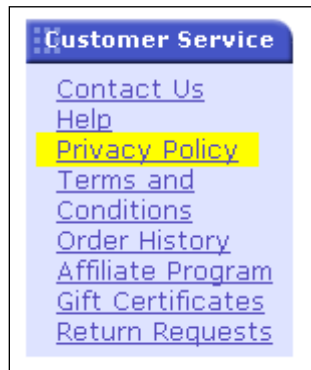 Customer Service
Contact Us
Help
Privacy Policy
Terms and
Conditions
Order History
Affiliate Program
Gift Certificates
Return Requests